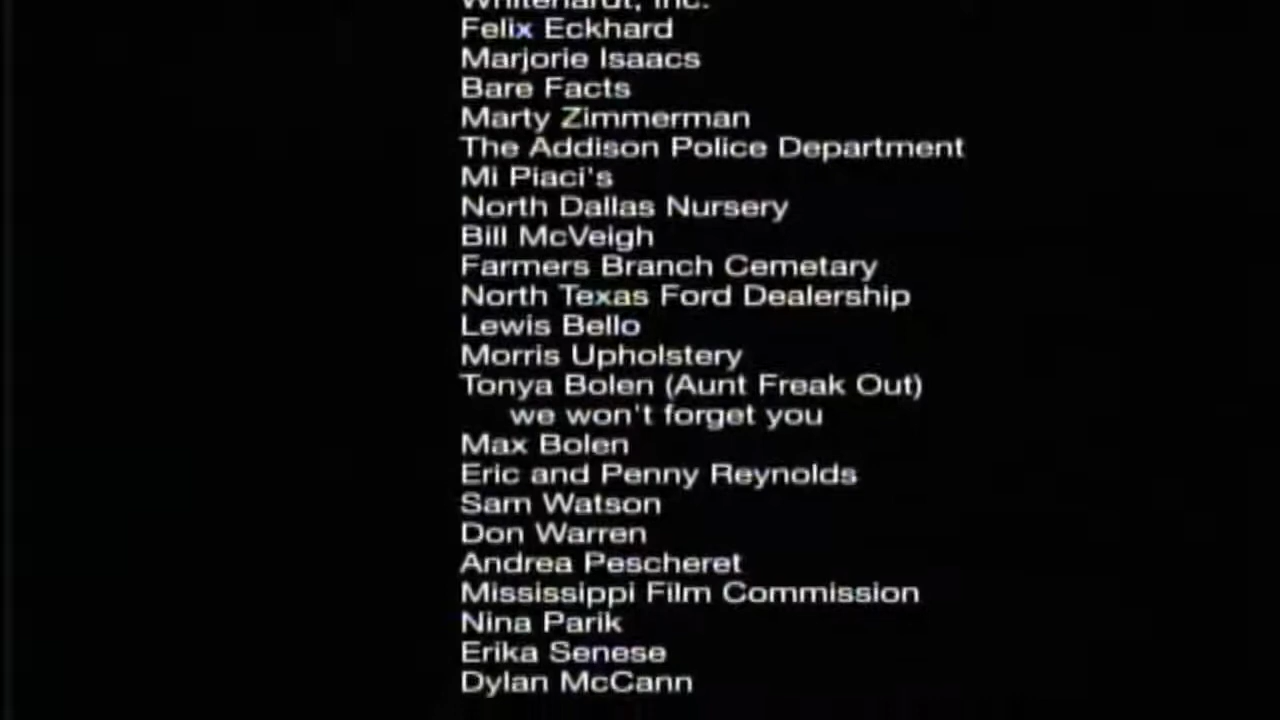 Whitehardt, Inc.
Felix Eckhard
Marjorie Isaacs
Bare Facts
Marty Zimmerman
The Addison Police Department
Mi Piaci's
North Dallas Nursery
Bill McVeigh
Farmers Branch Cemetary
North Texas Ford Dealership
Lewis Bello
Morris Upholstery
Tonya Bolen (Aunt Freak Out)
we won't forget you
Max Bolen
Eric and Penny Reynolds
Sam Watson
Don Warren
Andrea Pescheret
Mississippi Film Commission
Nina Parik
Erika Senese
Dylan McCann